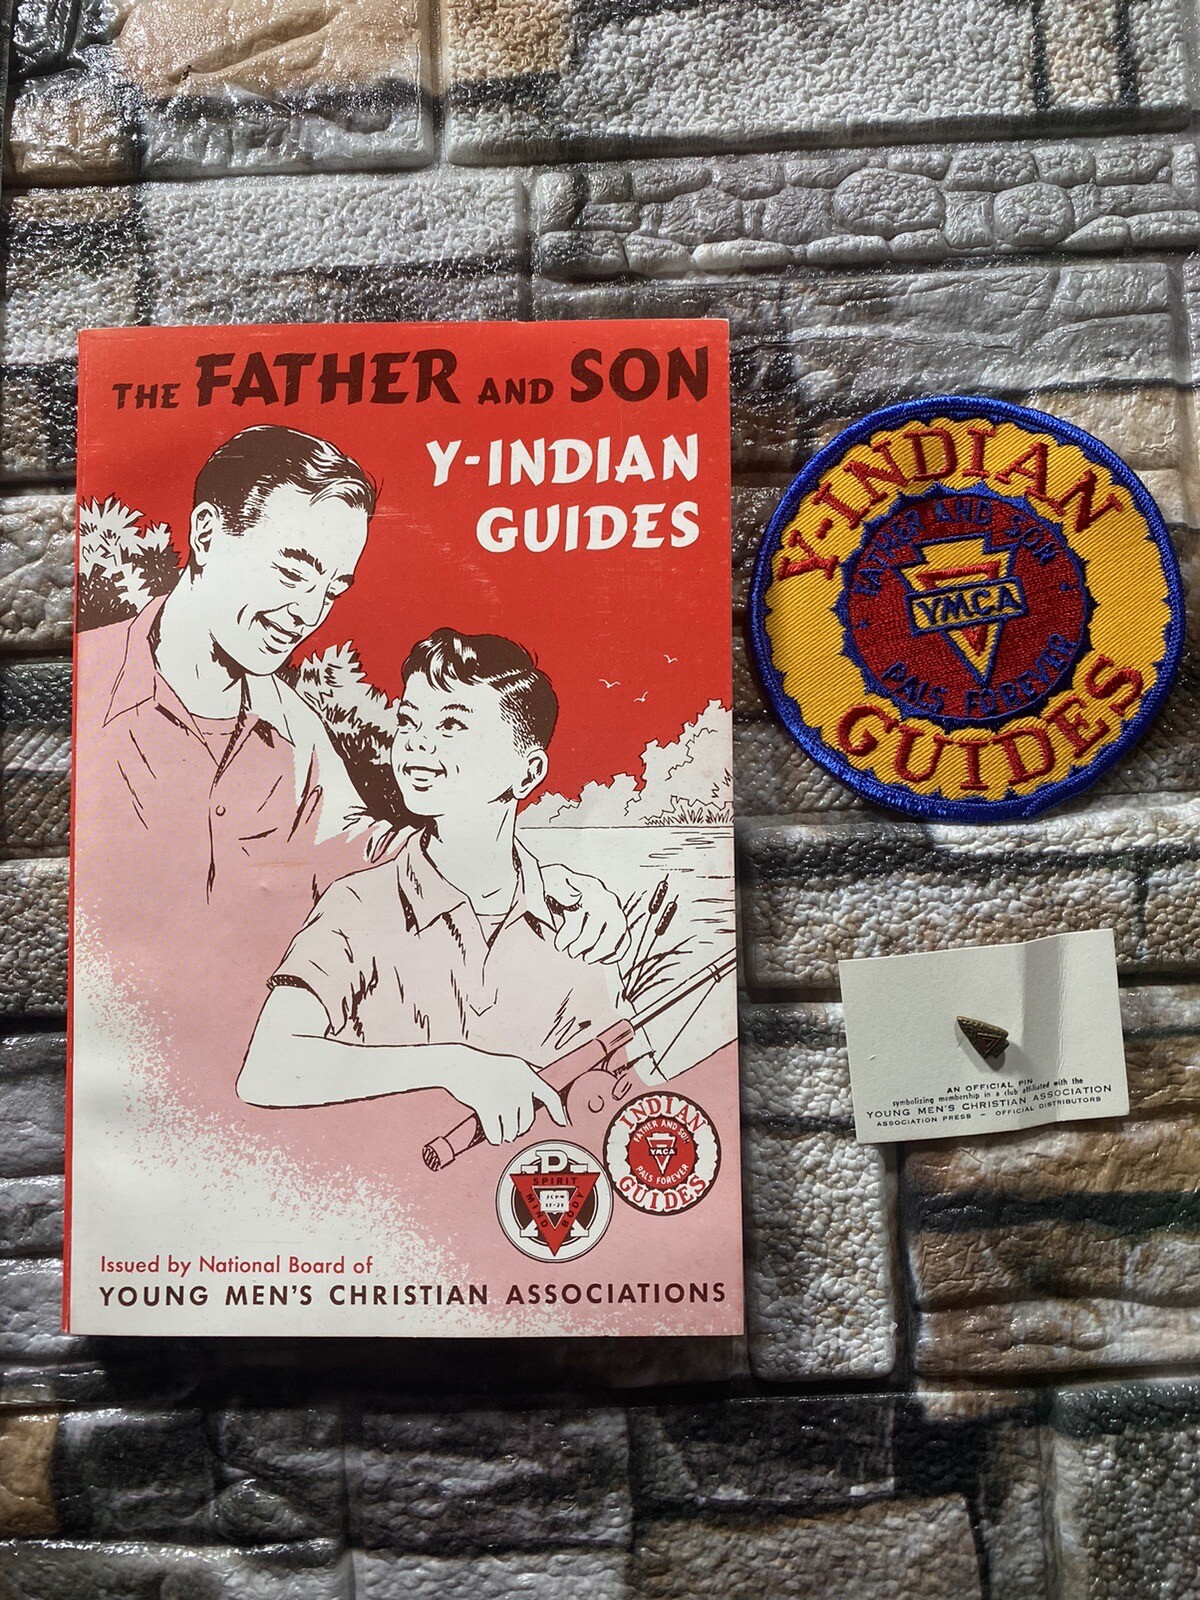 THE FATHER AND SON
Y-INDIAN
GUIDES
SPIRIT
MIND
BODY
INDIAN
FATHER AND SON
YMCA
PALS FOREVER
GUIDES
Issued by National Board of
YOUNG MEN'S CHRISTIAN ASSOCIATIONS
Y-INDIAN
FATHER AND SON
YMCA
PALS FOREVER
GUIDES
AN OFFICIAL PIN
symbolizing membership in a club affiliated with the
YOUNG MEN'S CHRISTIAN ASSOCIATION
ASSOCIATION PRESS – OFFICIAL DISTRIBUTORS